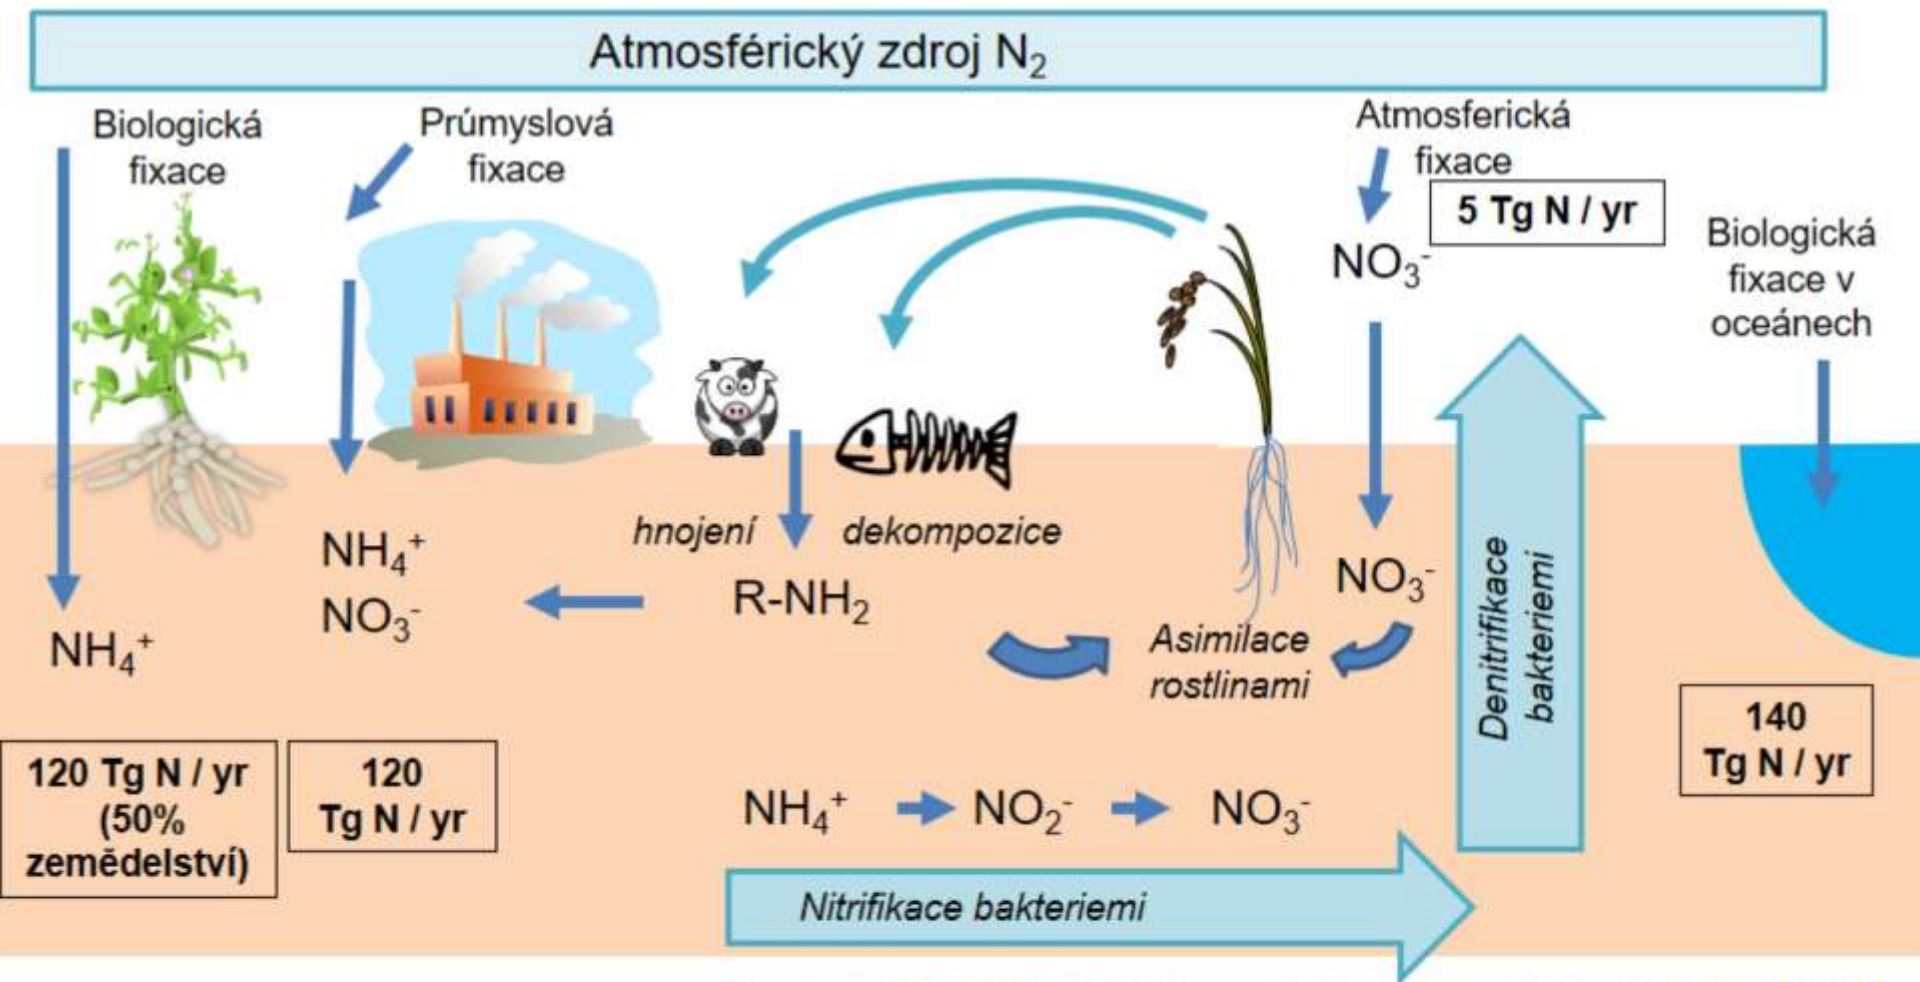 Atmosférický zdroj N₂
Biologická
fixace
Prúmyslová
fixace
Atmosferická
fixace
5 Tg N / yr
NO₃⁻
Biologická
fixace v
oceánech
hnojení
dekompozice
NH₄⁺
NO₃⁻
R-NH₂
NO₃⁻
NH₄⁺
Asimilace
rostlinami
Denitrifikace
bakteriemi
120 Tg N / yr
(50%
zemědelství)
120
Tg N / yr
140
Tg N / yr
NH₄⁺ NO₂⁻ NO₃⁻
Nitrifikace bakteriemi